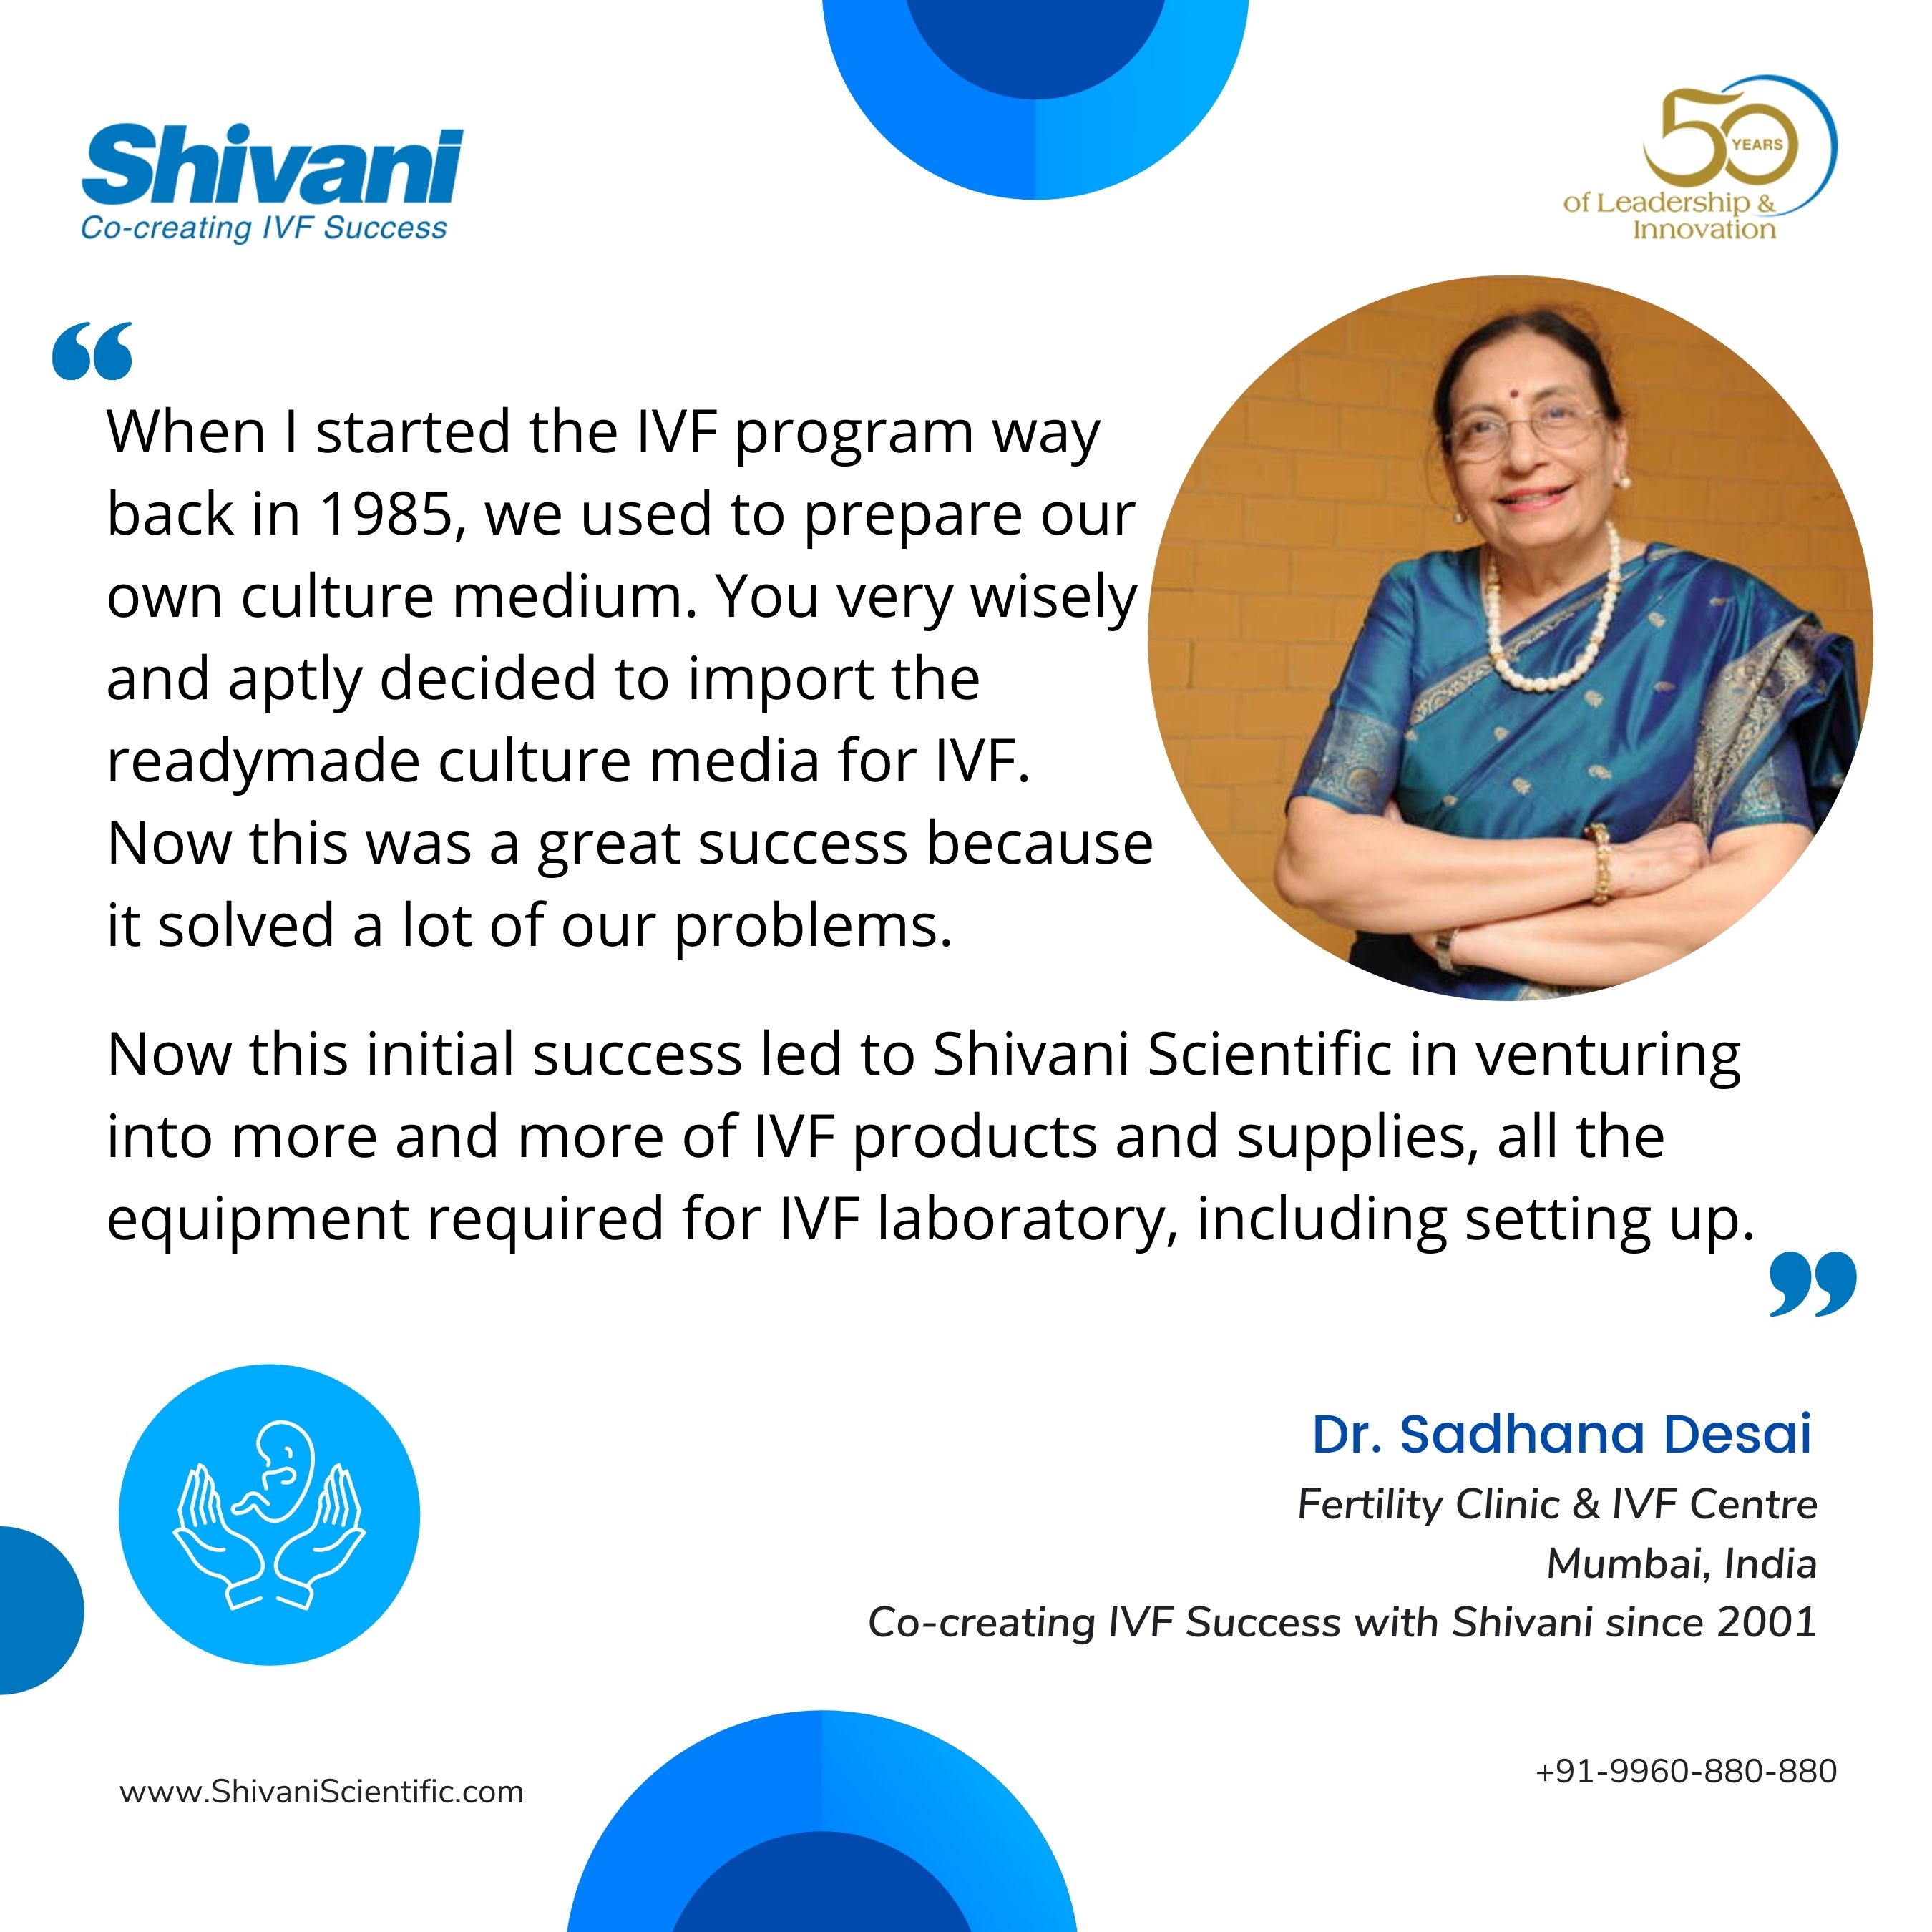 Shivani
Co-creating IVF Success
50
YEARS
of Leadership &
Innovation
“
When I started the IVF program way
back in 1985, we used to prepare our
own culture medium. You very wisely
and aptly decided to import the
readymade culture media for IVF.
Now this was a great success because
it solved a lot of our problems.
Now this initial success led to Shivani Scientific in venturing
into more and more of IVF products and supplies, all the
equipment required for IVF laboratory, including setting up.
”
Dr. Sadhana Desai
Fertility Clinic & IVF Centre
Mumbai, India
Co-creating IVF Success with Shivani since 2001
www.ShivaniScientific.com
+91-9960-880-880